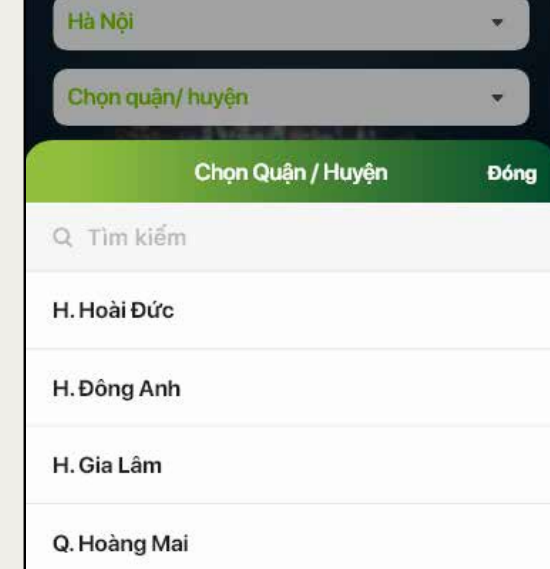 Hà Nội
Chọn quận/ huyện
Chọn Quận / Huyện Đóng
Tìm kiếm
H. Hoài Đức
H. Đông Anh
H. Gia Lâm
Q. Hoàng Mai